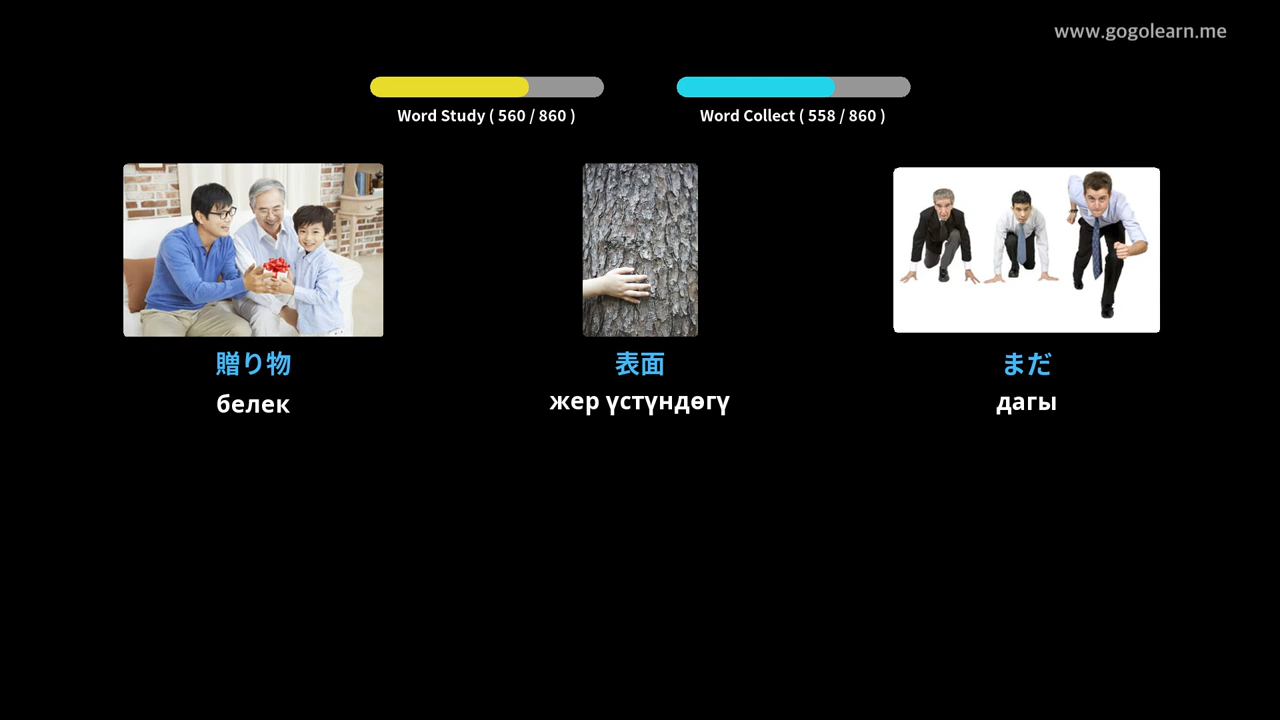 www.gogolearn.me
Word Study ( 560 / 860 )
Word Collect ( 558 / 860 )
贈り物
белек
表面
жер үстүндөгү
まだ
дагы